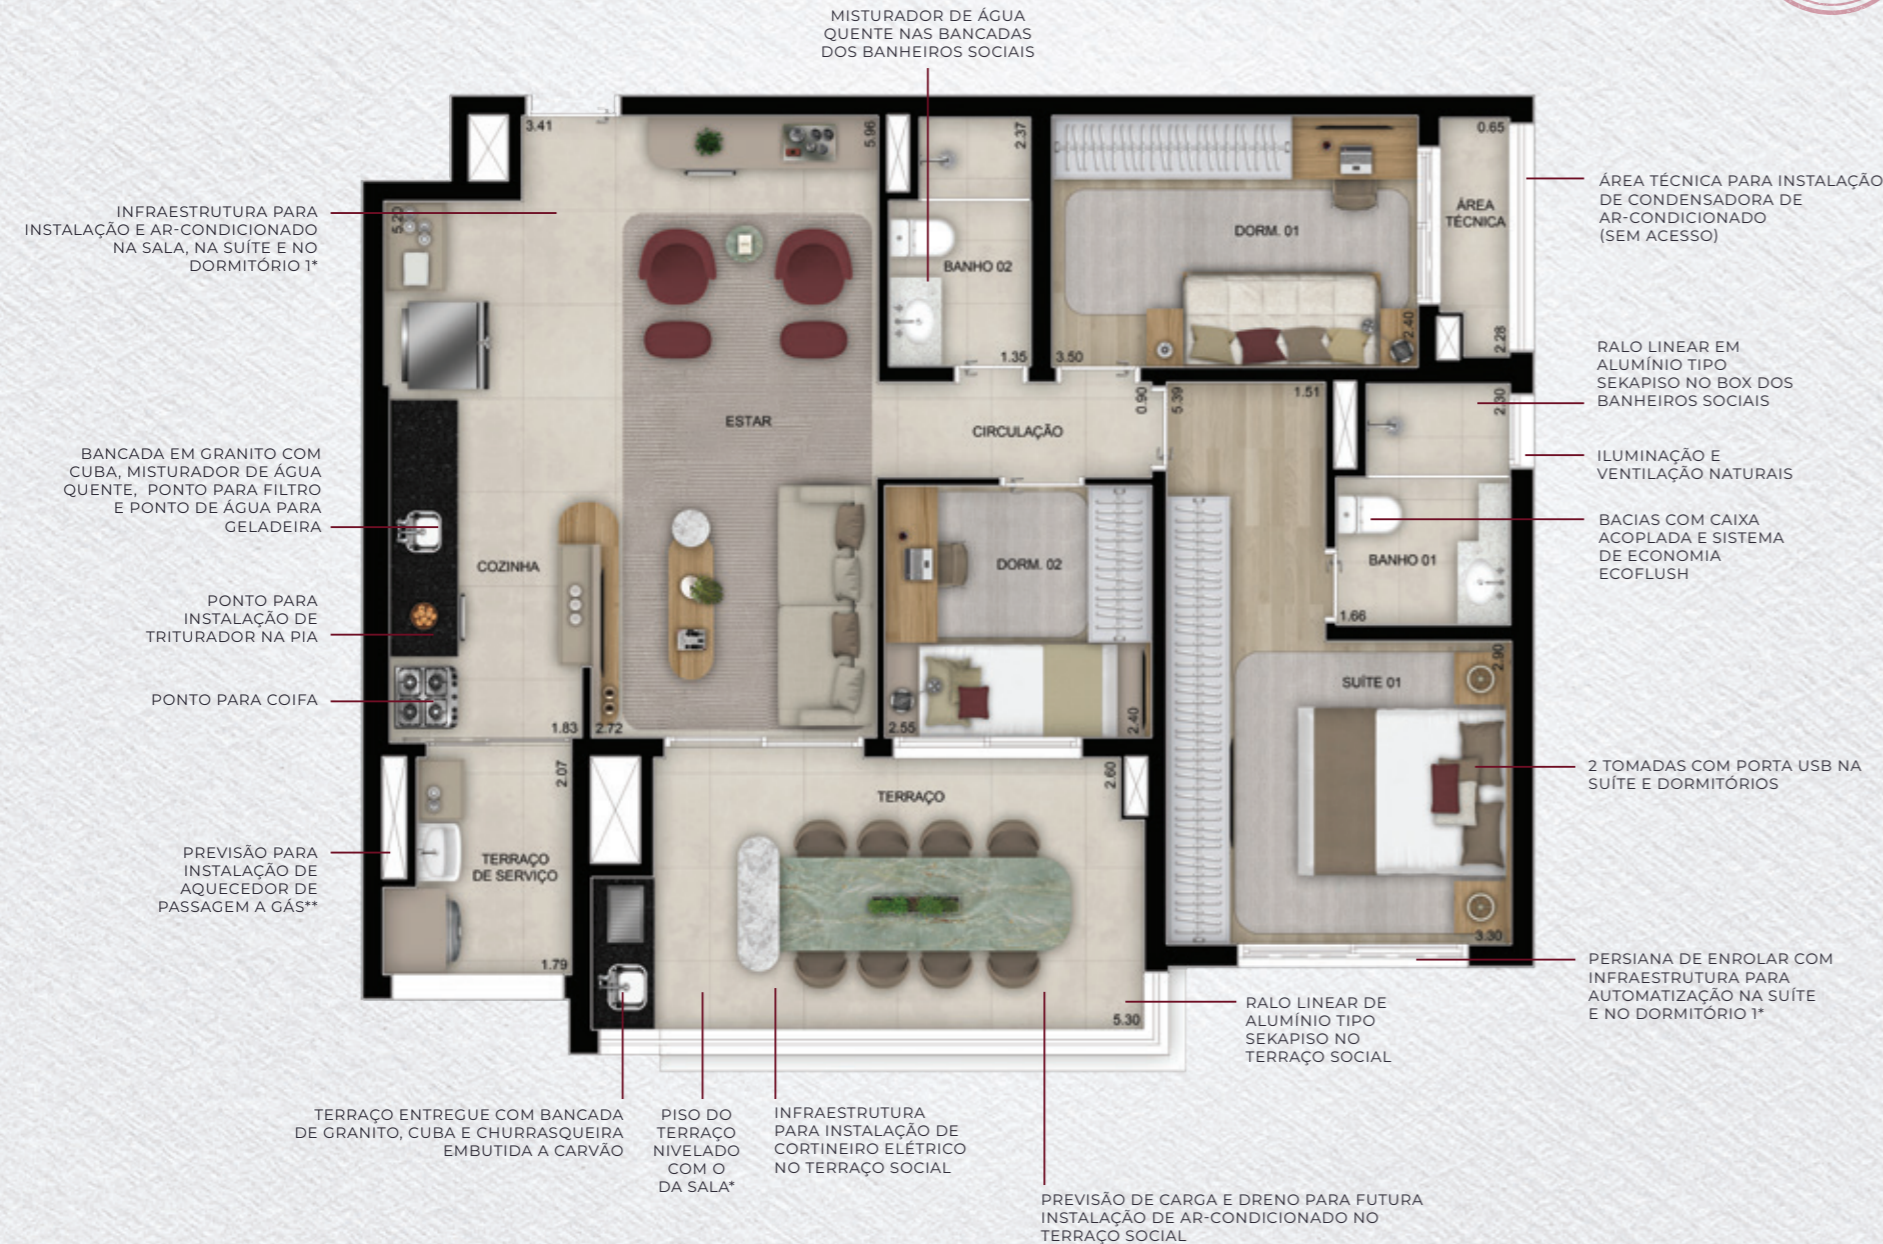 MISTURADOR DE ÁGUA
QUENTE NAS BANCADAS
DOS BANHEIROS SOCIAIS
INFRAESTRUTURA PARA
INSTALAÇÃO E AR-CONDICIONADO
NA SALA, NA SUÍTE E NO
DORMITÓRIO 1*
BANCADA EM GRANITO COM
CUBA, MISTURADOR DE ÁGUA
QUENTE, PONTO PARA FILTRO
E PONTO DE ÁGUA PARA
GELADEIRA
PONTO PARA
INSTALAÇÃO DE
TRITURADOR NA PIA
PONTO PARA COIFA
PREVISÃO PARA
INSTALAÇÃO DE
AQUECEDOR DE
PASSAGEM A GÁS**
3.41
5.96
5.20
ESTAR
COZINHA
1.83
2.72
2.07
TERRAÇO
DE SERVIÇO
1.79
2.37
BANHO 02
1.35
DORM. 01
3.50
2.40
0.65
ÁREA
TÉCNICA
2.28
0.90
CIRCULAÇÃO
5.39
1.51
2.30
BANHO 01
1.66
DORM. 02
2.55
2.40
SUÍTE 01
2.90
3.30
TERRAÇO
2.60
5.30
ÁREA TÉCNICA PARA INSTALAÇÃO
DE CONDENSADORA DE
AR-CONDICIONADO
(SEM ACESSO)
RALO LINEAR EM
ALUMÍNIO TIPO
SEKAPISO NO BOX DOS
BANHEIROS SOCIAIS
ILUMINAÇÃO E
VENTILAÇÃO NATURAIS
BACIAS COM CAIXA
ACOPLADA E SISTEMA
DE ECONOMIA
ECOFLUSH
2 TOMADAS COM PORTA USB NA
SUÍTE E DORMITÓRIOS
PERSIANA DE ENROLAR COM
INFRAESTRUTURA PARA
AUTOMATIZAÇÃO NA SUÍTE
E NO DORMITÓRIO 1*
RALO LINEAR DE
ALUMÍNIO TIPO
SEKAPISO NO
TERRAÇO SOCIAL
TERRAÇO ENTREGUE COM BANCADA
DE GRANITO, CUBA E CHURRASQUEIRA
EMBUTIDA A CARVÃO
PISO DO
TERRAÇO
NIVELADO
COM O
DA SALA*
INFRAESTRUTURA
PARA INSTALAÇÃO DE
CORTINEIRO ELÉTRICO
NO TERRAÇO SOCIAL
PREVISÃO DE CARGA E DRENO PARA FUTURA
INSTALAÇÃO DE AR-CONDICIONADO NO
TERRAÇO SOCIAL